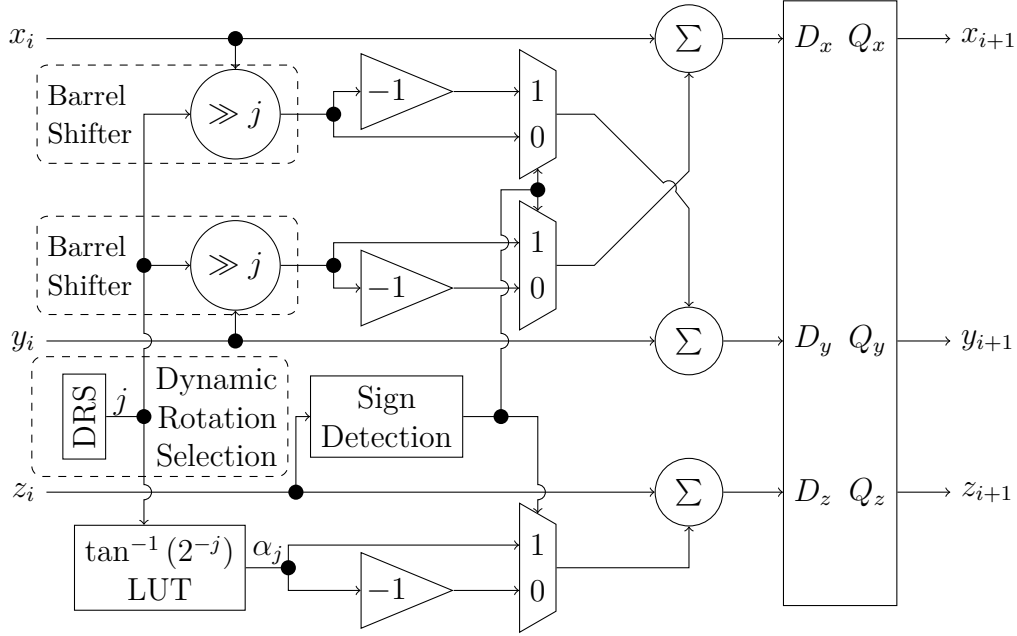 x_i
Σ
D_x Q_x
x_{i+1}
Barrel
Shifter
≫ j
−1
1
0
Barrel
Shifter
≫ j
−1
1
0
y_i
Σ
D_y Q_y
y_{i+1}
DRS
j
Dynamic
Rotation
Selection
Sign
Detection
z_i
Σ
D_z Q_z
z_{i+1}
tan^{−1} (2^{−j})
LUT
α_j
−1
1
0